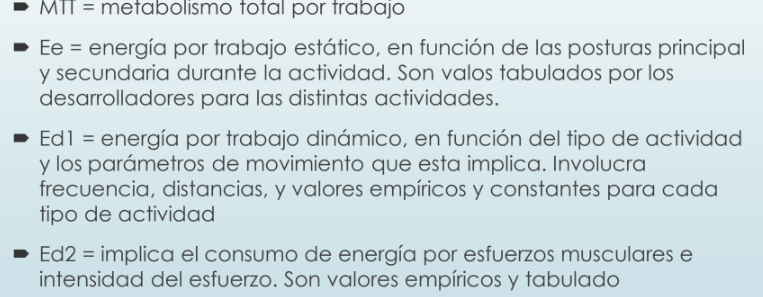 MTT = metabolismo total por trabajo
Ee = energía por trabajo estático, en función de las posturas principal
y secundaria durante la actividad. Son valos tabulados por los
desarrolladores para las distintas actividades.
Ed1 = energía por trabajo dinámico, en función del tipo de actividad
y los parámetros de movimiento que esta implica. Involucra
frecuencia, distancias, y valores empíricos y constantes para cada
tipo de actividad
Ed2 = implica el consumo de energía por esfuerzos musculares e
intensidad del esfuerzo. Son valores empíricos y tabulado